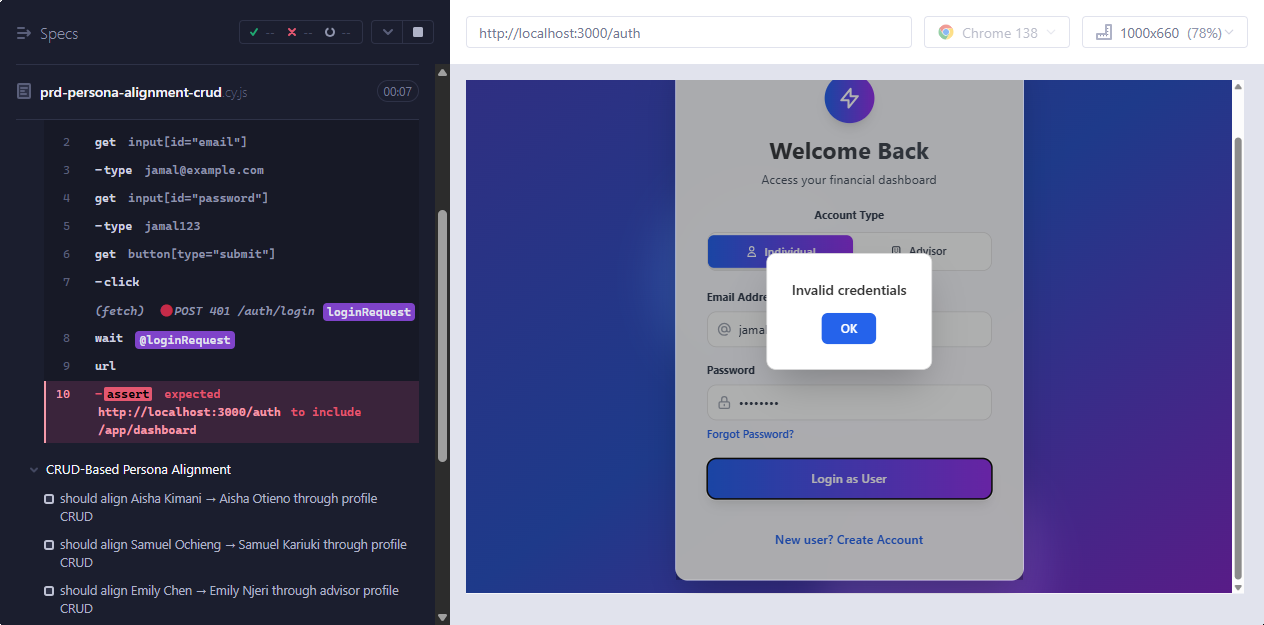 Specs
-- -- --
prd-persona-alignment-crud.cy.js 00:07
2 get input[id="email"]
3 -type jamal@example.com
4 get input[id="password"]
5 -type jamal123
6 get button[type="submit"]
7 -click
(fetch) POST 401 /auth/login loginRequest
8 wait @loginRequest
9 url
10 -assert expected
http://localhost:3000/auth to include
/app/dashboard
CRUD-Based Persona Alignment
should align Aisha Kimani → Aisha Otieno through profile
CRUD
should align Samuel Ochieng → Samuel Kariuki through profile
CRUD
should align Emily Chen → Emily Njeri through advisor profile
CRUD
http://localhost:3000/auth
Chrome 138
1000x660 (78%)
Welcome Back
Access your financial dashboard
Account Type
Individual
Advisor
Invalid credentials
OK
Email Addre
@ jama
Password
••••••••
Forgot Password?
Login as User
New user? Create Account